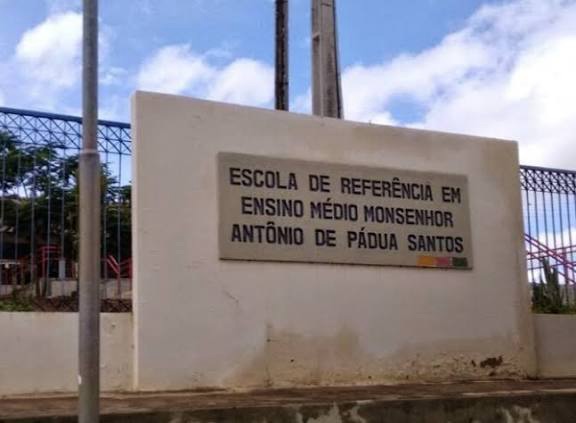 ESCOLA DE REFERÊNCIA EM
ENSINO MÉDIO MONSENHOR
ANTÔNIO DE PÁDUA SANTOS